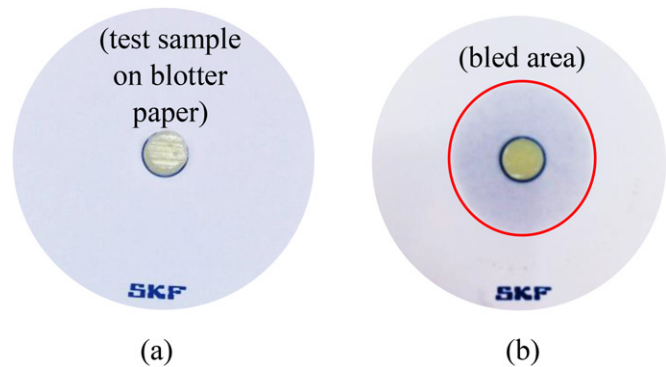 (test sample
on blotter
paper)
SKF
(a)
(bled area)
SKF
(b)